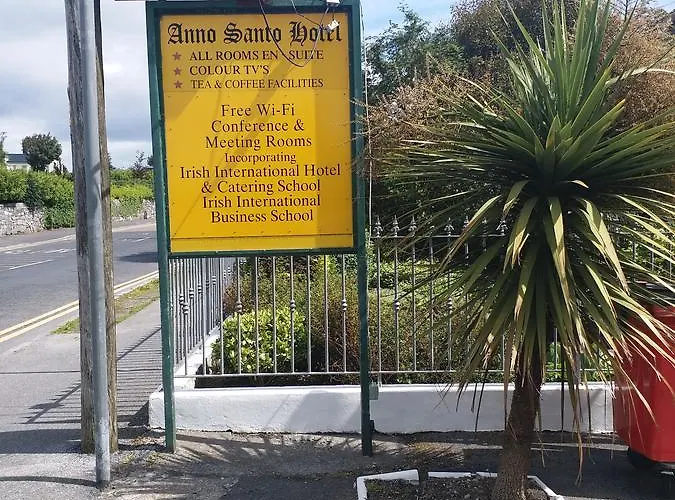 Anno Santo Hotel
★ ALL ROOMS EN-SUITE
★ COLOUR TV'S
★ TEA & COFFEE FACILITIES
Free Wi-Fi
Conference &
Meeting Rooms
Incorporating
Irish International Hotel
& Catering School
Irish International
Business School